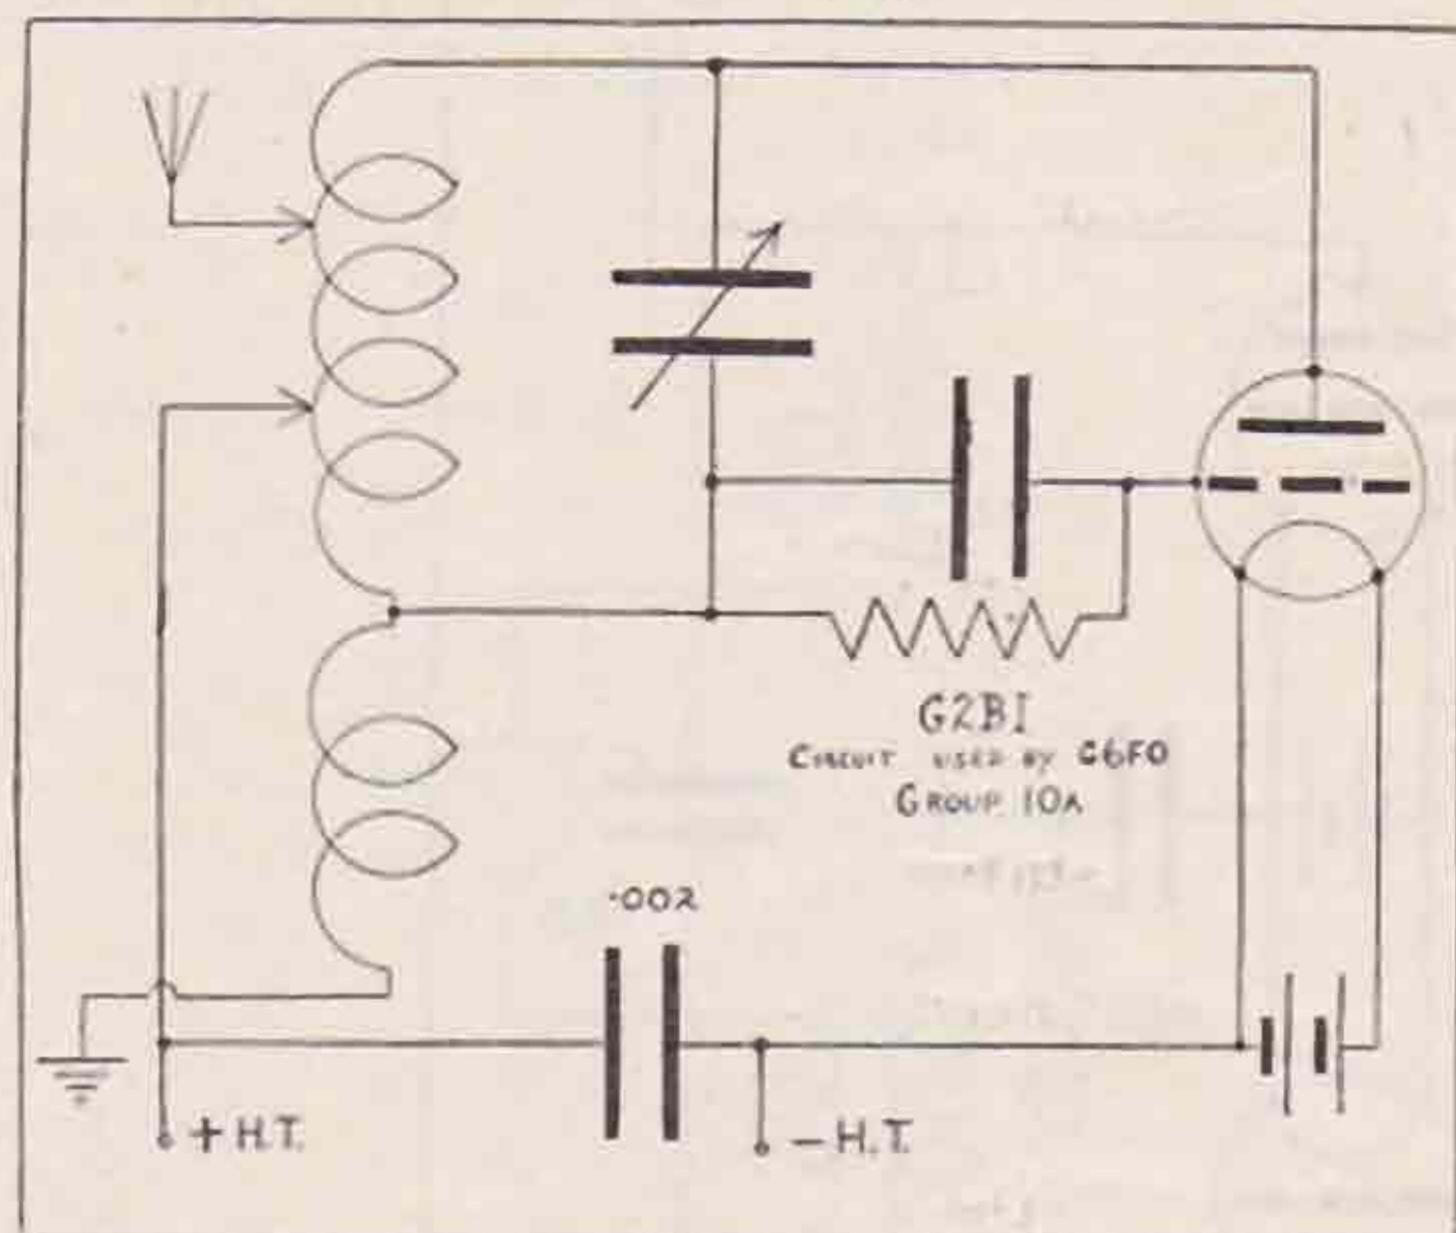 G2BI
CIRCUIT USED BY G6FO
GROUP 10A
·002
+ H.T.
− H.T.